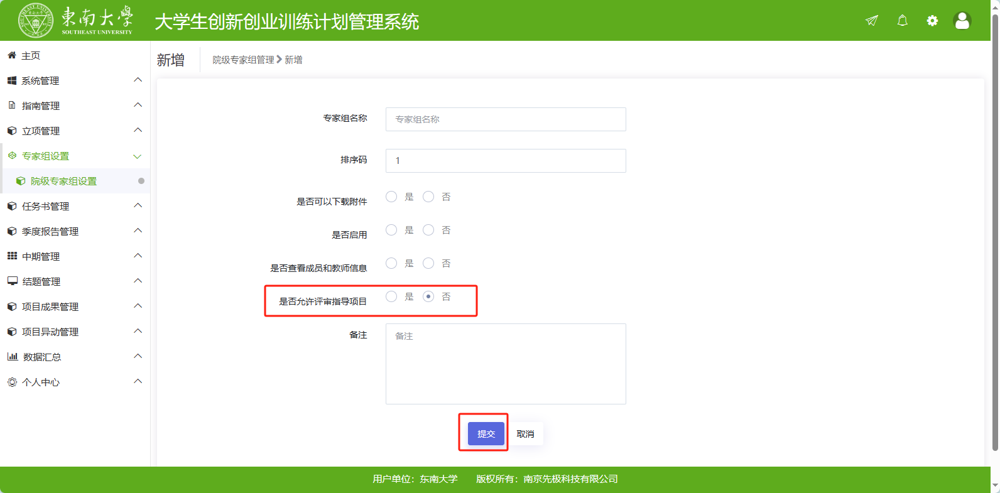 東南大學
SOUTHEAST UNIVERSITY
大学生创新创业训练计划管理系统
主页
系统管理
指南管理
立项管理
专家组设置
院级专家组设置
任务书管理
季度报告管理
中期管理
结题管理
项目成果管理
项目异动管理
数据汇总
个人中心
新增
院级专家组管理 新增
专家组名称 专家组名称
排序码 1
是否可以下载附件 是 否
是否启用 是 否
是否查看成员和教师信息 是 否
是否允许评审指导项目 是 否
备注 备注
提交 取消
用户单位：东南大学 版权所有：南京先极科技有限公司